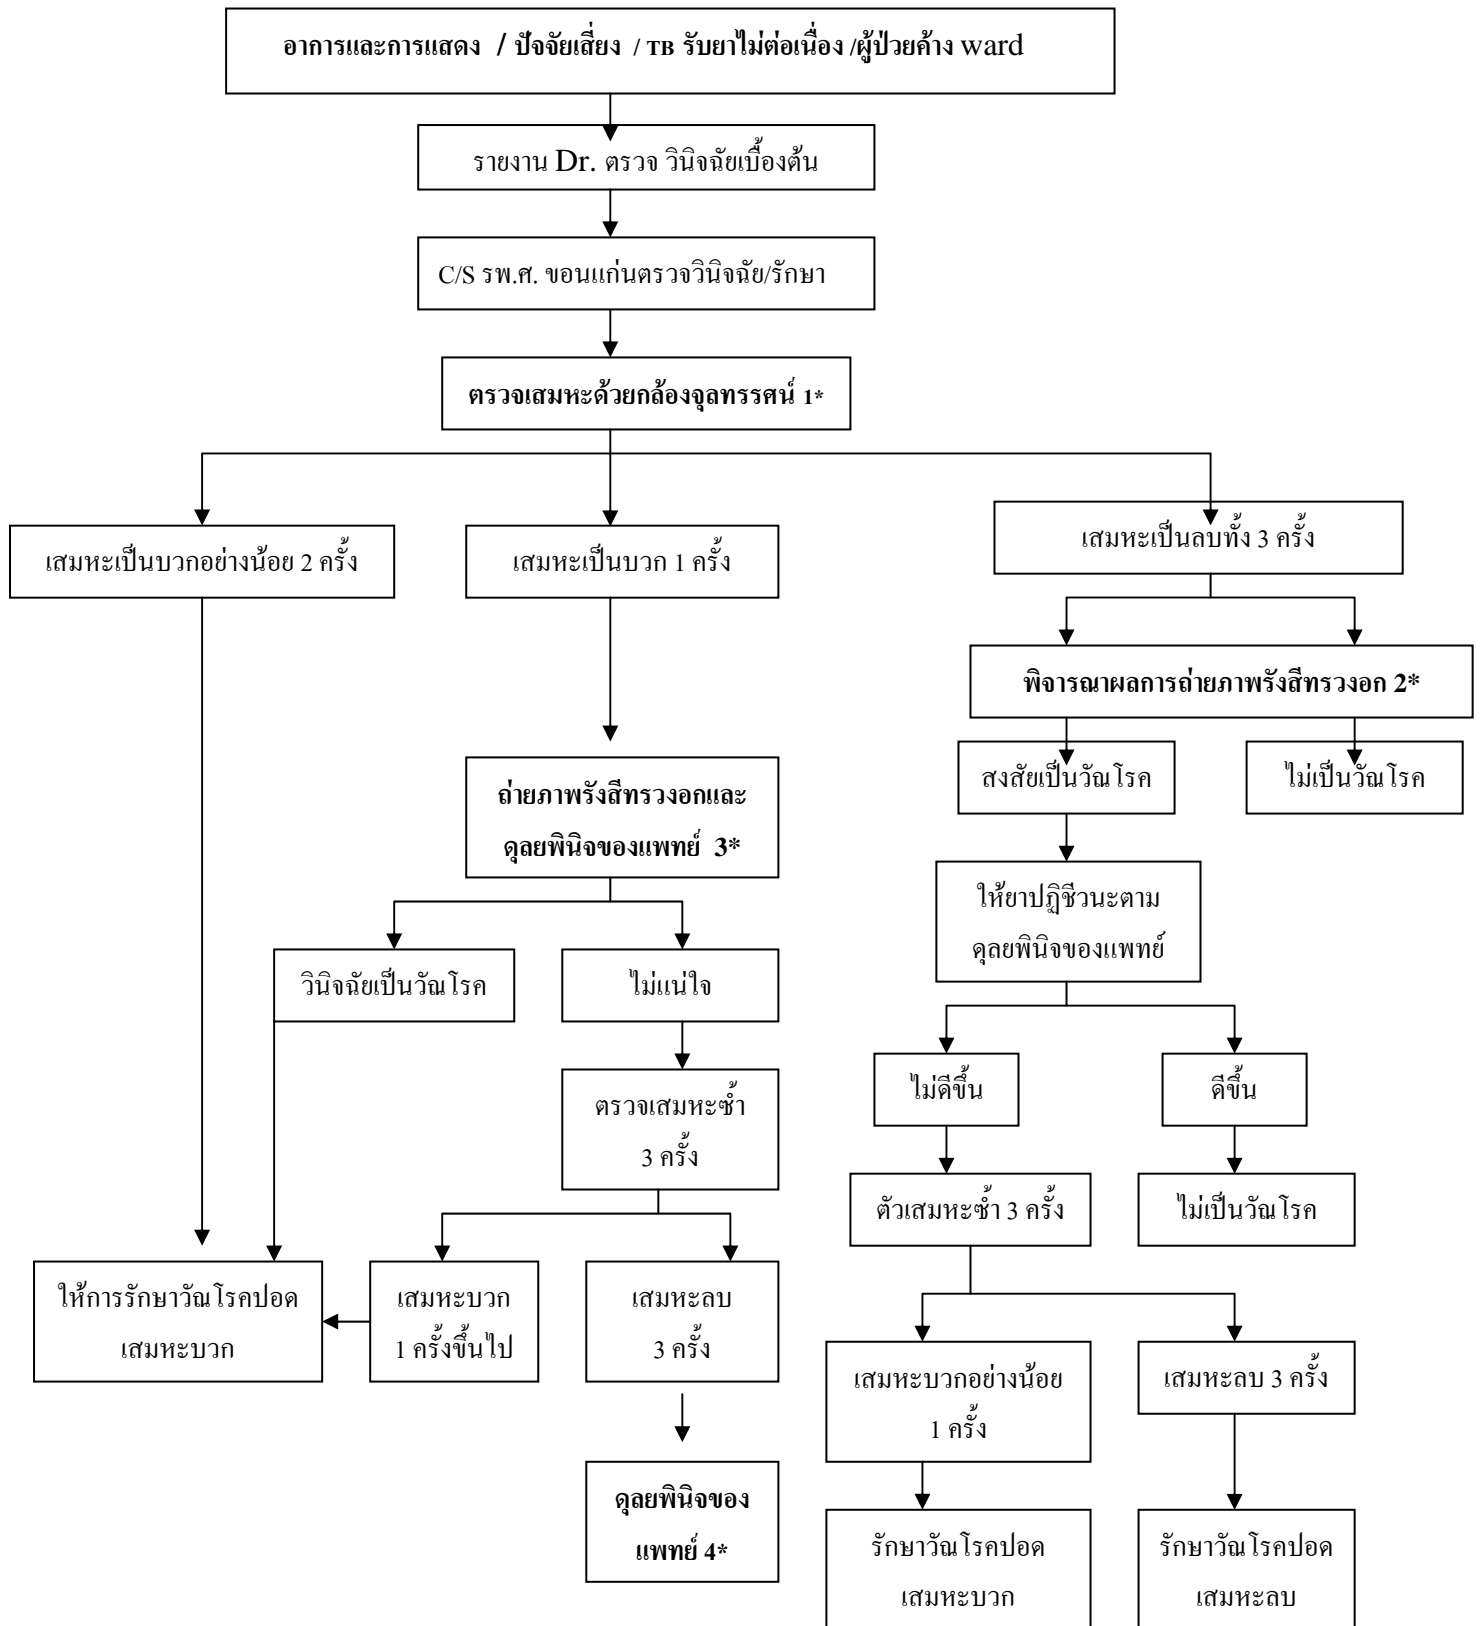 อาการและการแสดง / ปัจจัยเสี่ยง / TB รับยาไม่ต่อเนื่อง /ผู้ป่วยค้าง ward
รายงาน Dr. ตรวจ วินิจฉัยเบื้องต้น
C/S รพ.ศ. ขอนแก่นตรวจวินิจฉัย/รักษา
ตรวจเสมหะด้วยกล้องจุลทรรศน์ 1*
เสมหะเป็นบวกอย่างน้อย 2 ครั้ง
เสมหะเป็นบวก 1 ครั้ง
เสมหะเป็นลบทั้ง 3 ครั้ง
พิจารณาผลการถ่ายภาพรังสีทรวงอก 2*
สงสัยเป็นวัณโรค
ไม่เป็นวัณโรค
ถ่ายภาพรังสีทรวงอกและ
ดุลยพินิจของแพทย์ 3*
ให้ยาปฏิชีวนะตาม
ดุลยพินิจของแพทย์
วินิจฉัยเป็นวัณโรค
ไม่แน่ใจ
ไม่ดีขึ้น
ดีขึ้น
ตรวจเสมหะซ้ำ
3 ครั้ง
ตัวเสมหะซ้ำ 3 ครั้ง
ไม่เป็นวัณโรค
ให้การรักษาวัณโรคปอด
เสมหะบวก
เสมหะบวก
1 ครั้งขึ้นไป
เสมหะลบ
3 ครั้ง
เสมหะบวกอย่างน้อย
1 ครั้ง
เสมหะลบ 3 ครั้ง
ดุลยพินิจของ
แพทย์ 4*
รักษาวัณโรคปอด
เสมหะบวก
รักษาวัณโรคปอด
เสมหะลบ